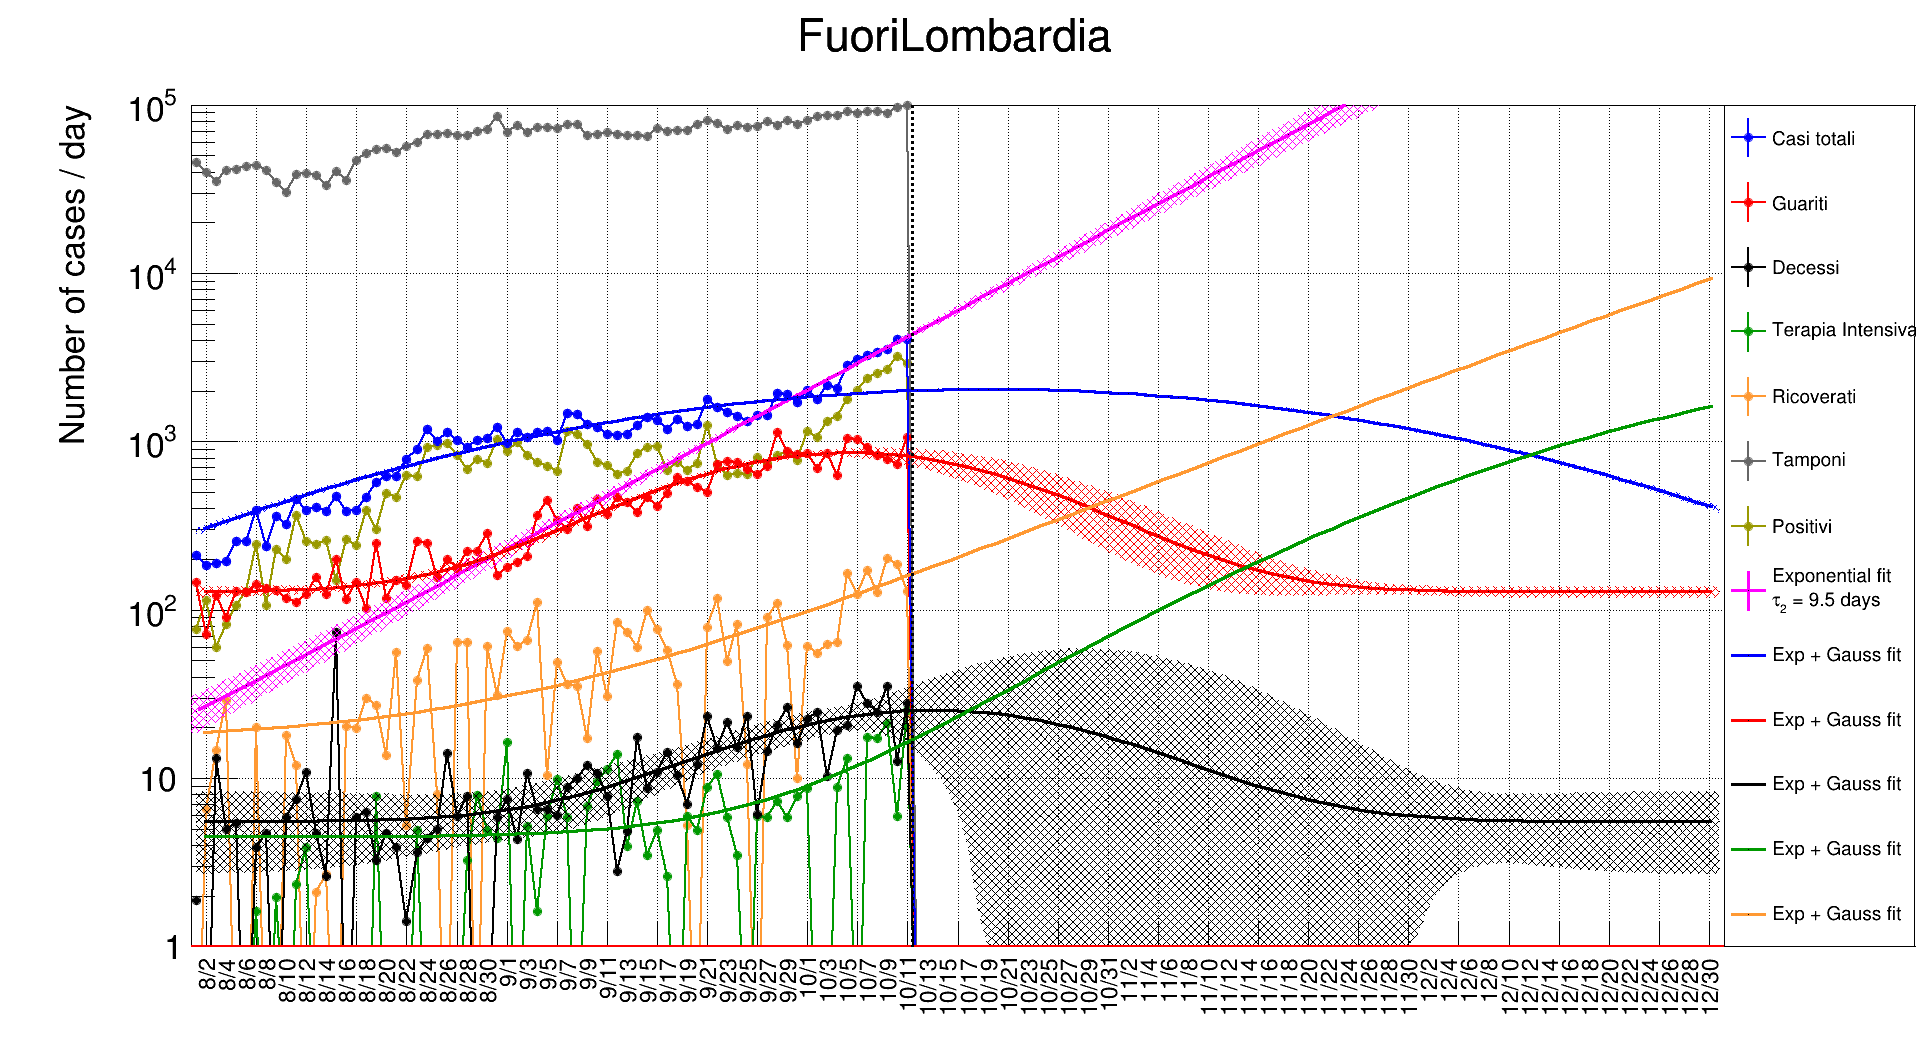 FuoriLombardia
Number of cases / day
10^5
10^4
10^3
10^2
10
1
8/2 8/4 8/6 8/8 8/10 8/12 8/14 8/16 8/18 8/20 8/22 8/24 8/26 8/28 8/30 9/1 9/3 9/5 9/7 9/9 9/11 9/13 9/15 9/17 9/19 9/21 9/23 9/25 9/27 9/29 10/1 10/3 10/5 10/7 10/9 10/11 10/13 10/15 10/17 10/19 10/21 10/23 10/25 10/27 10/29 10/31 11/2 11/4 11/6 11/8 11/10 11/12 11/14 11/16 11/18 11/20 11/22 11/24 11/26 11/28 11/30 12/2 12/4 12/6 12/8 12/10 12/12 12/14 12/16 12/18 12/20 12/22 12/24 12/26 12/28 12/30
Casi totali
Guariti
Decessi
Terapia Intensiva
Ricoverati
Tamponi
Positivi
Exponential fit
τ₂ = 9.5 days
Exp + Gauss fit
Exp + Gauss fit
Exp + Gauss fit
Exp + Gauss fit
Exp + Gauss fit